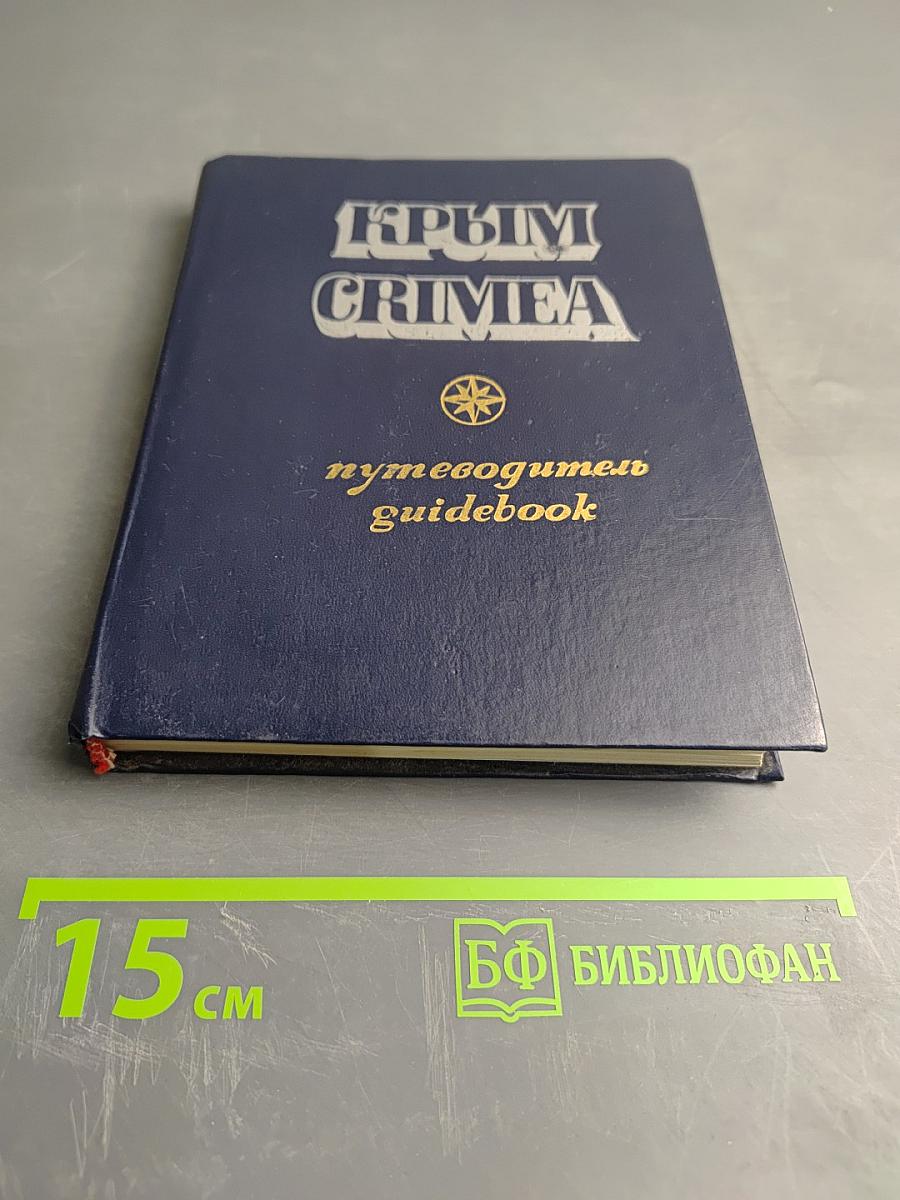 КРЫМ
CRIMEA
путеводитель
guidebook
15 см
БФ БИБЛИОФАН